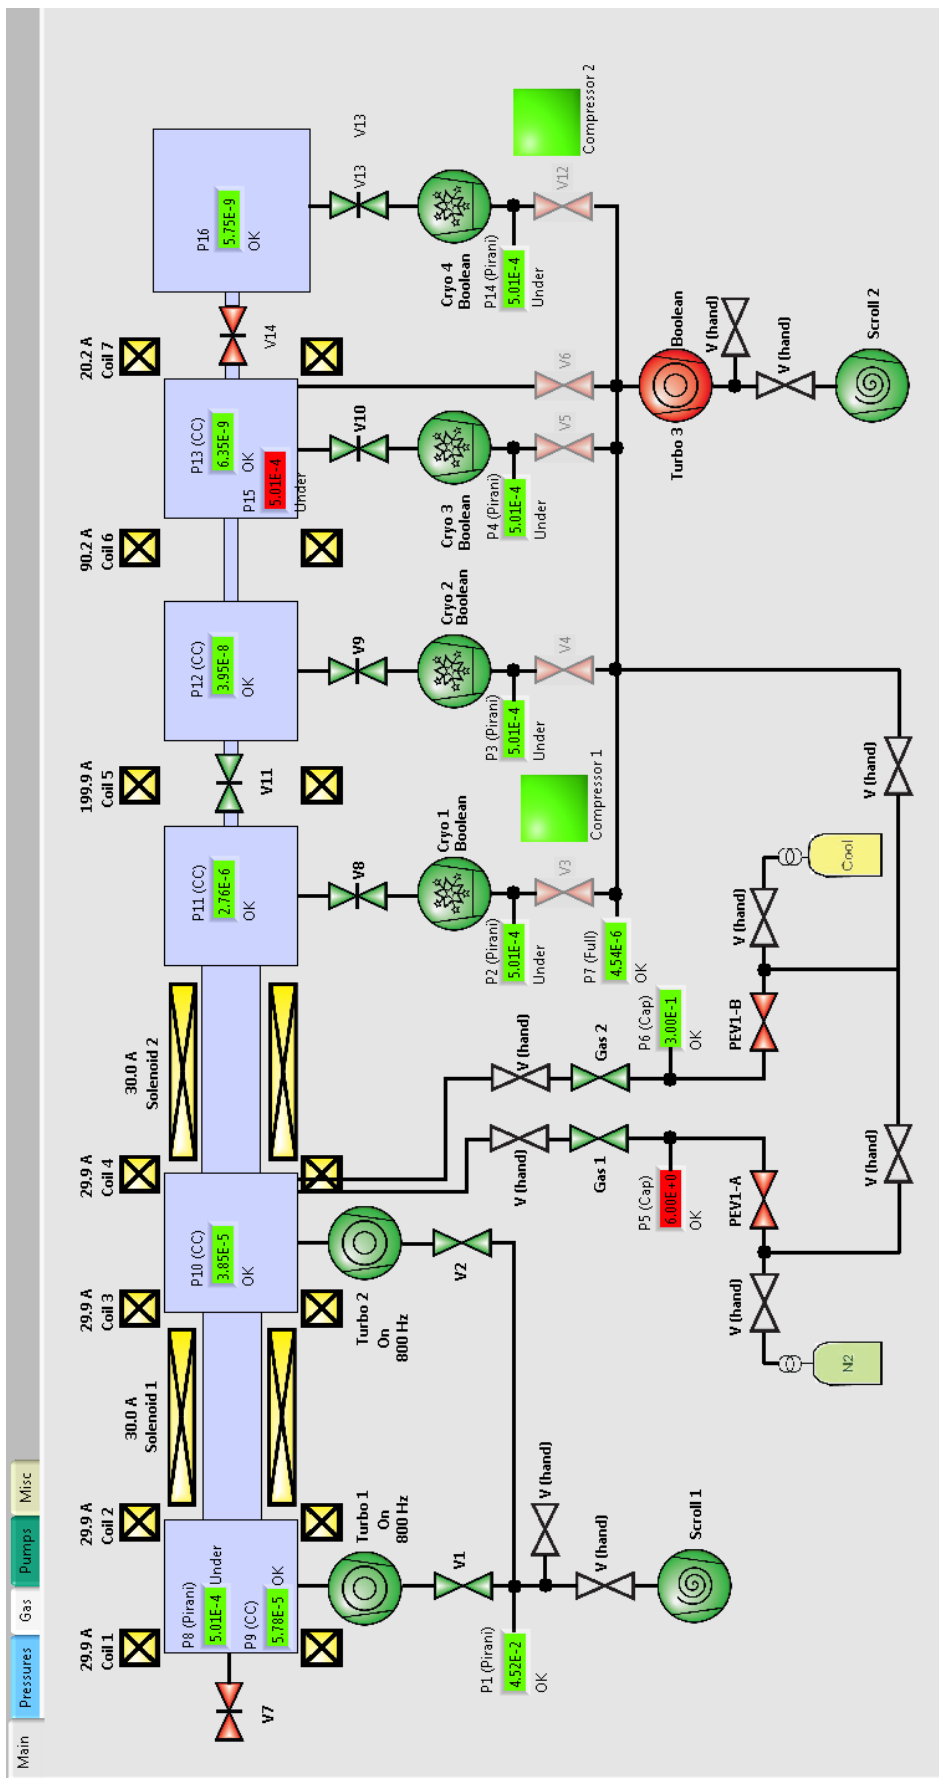 Main
Pressures
Gas
Pumps
Misc
29.9 A
Coil 1
29.9 A
Coil 2
30.0 A
Solenoid 1
29.9 A
Coil 3
29.9 A
Coil 4
30.0 A
Solenoid 2
199.9 A
Coil 5
90.2 A
Coil 6
20.2 A
Coil 7
P8 (Pirani)
5.01E-4
Under
P9 (CC)
5.78E-5
OK
P10 (CC)
3.85E-5
OK
P11 (CC)
2.76E-6
OK
P12 (CC)
3.95E-8
OK
P13 (CC)
6.35E-9
OK
P15
5.01E-4
Under
P16
5.75E-9
OK
V7
V11
V14
Turbo 1
On
800 Hz
Turbo 2
On
800 Hz
V8
V9
V10
V13
V13
V1
V2
Cryo 1
Boolean
Cryo 2
Boolean
Cryo 3
Boolean
Cryo 4
Boolean
P1 (Pirani)
4.52E-2
OK
P2 (Pirani)
5.01E-4
Under
P3 (Pirani)
5.01E-4
Under
P4 (Pirani)
5.01E-4
Under
P14 (Pirani)
5.01E-4
Under
V (hand)
V (hand)
Scroll 1
V (hand)
V (hand)
Gas 1
Gas 2
Compressor 1
Compressor 2
V3
V4
V5
V6
V12
P7 (Full)
4.54E-6
OK
P5 (Cap)
6.00E+0
OK
P6 (Cap)
3.00E-1
OK
Turbo 3
Boolean
V (hand)
V (hand)
Scroll 2
V (hand)
PEV1-A
PEV1-B
V (hand)
N2
Cool
V (hand)
V (hand)